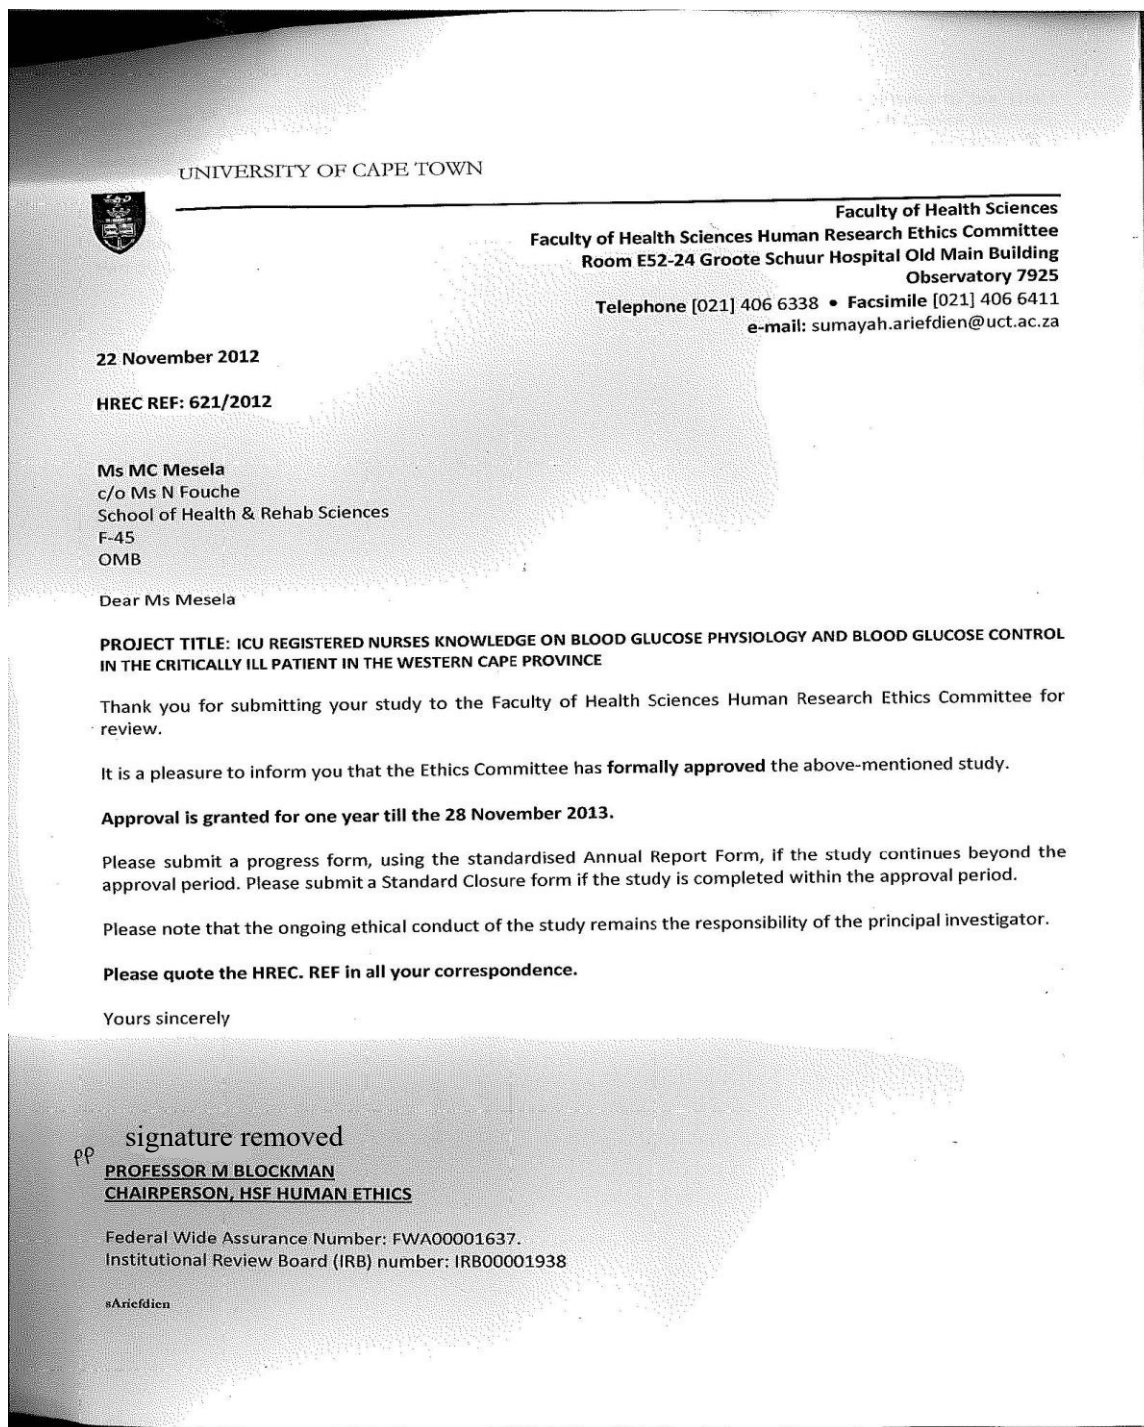 UNIVERSITY OF CAPE TOWN
Faculty of Health Sciences
Faculty of Health Sciences Human Research Ethics Committee
Room E52-24 Groote Schuur Hospital Old Main Building
Observatory 7925
Telephone [021] 406 6338 • Facsimile [021] 406 6411
e-mail: sumayah.ariefdien@uct.ac.za
22 November 2012
HREC REF: 621/2012
Ms MC Mesela
c/o Ms N Fouche
School of Health & Rehab Sciences
F-45
OMB
Dear Ms Mesela
PROJECT TITLE: ICU REGISTERED NURSES KNOWLEDGE ON BLOOD GLUCOSE PHYSIOLOGY AND BLOOD GLUCOSE CONTROL
IN THE CRITICALLY ILL PATIENT IN THE WESTERN CAPE PROVINCE
Thank you for submitting your study to the Faculty of Health Sciences Human Research Ethics Committee for
review.
It is a pleasure to inform you that the Ethics Committee has formally approved the above-mentioned study.
Approval is granted for one year till the 28 November 2013.
Please submit a progress form, using the standardised Annual Report Form, if the study continues beyond the
approval period. Please submit a Standard Closure form if the study is completed within the approval period.
Please note that the ongoing ethical conduct of the study remains the responsibility of the principal investigator.
Please quote the HREC. REF in all your correspondence.
Yours sincerely
signature removed
pp
PROFESSOR M BLOCKMAN
CHAIRPERSON, HSF HUMAN ETHICS
Federal Wide Assurance Number: FWA00001637.
Institutional Review Board (IRB) number: IRB00001938
sAriefdien